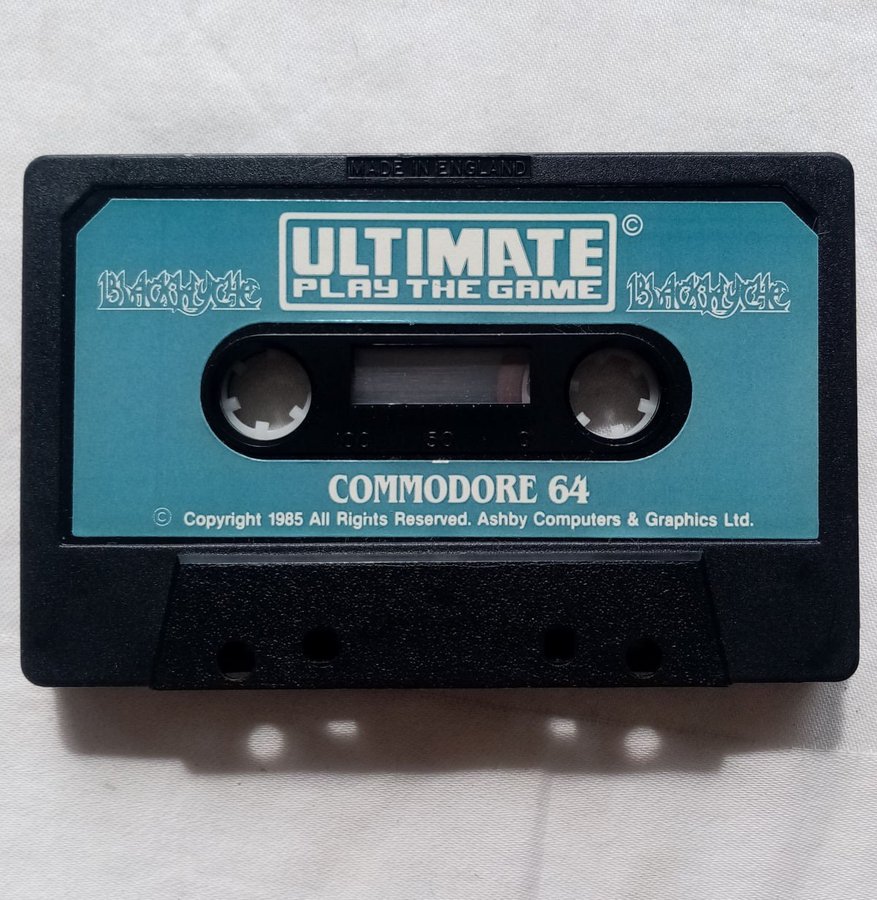 MADE IN ENGLAND
ULTIMATE ©
PLAY THE GAME
BLACKWYCHE
BLACKWYCHE
100 50 0
COMMODORE 64
© Copyright 1985 All Rights Reserved. Ashby Computers & Graphics Ltd.